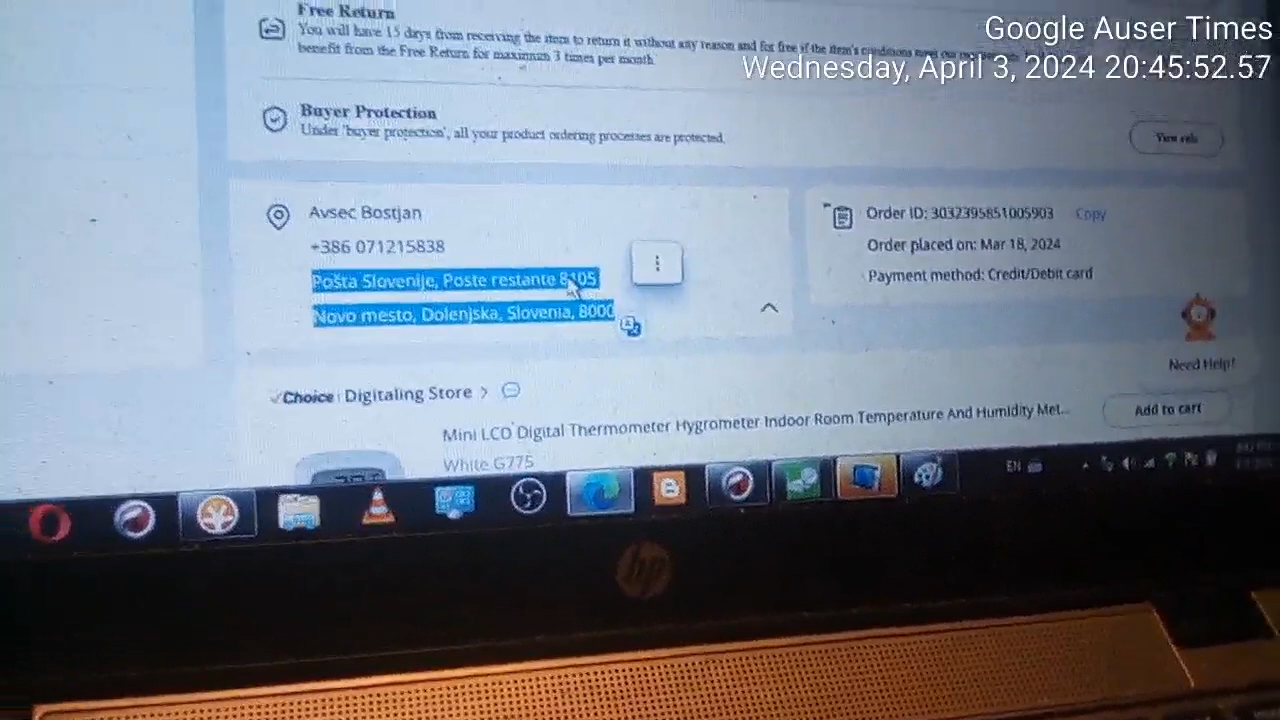 Google Auser Times
Wednesday, April 3, 2024 20:45:52.57
Free Return
You will have 15 days from receiving the item to return it without any reason and for free if the item's conditions meet our
benefit from the Free Return for maximum 3 times per month
Buyer Protection
Under 'buyer protection', all your product ordering processes are protected.
View
Avsec Bostjan
+386 071215838
Pošta Slovenije, Poste restante 8105
Novo mesto, Dolenjska, Slovenia, 8000
Order ID: 3032395851005903 Copy
Order placed on: Mar 18, 2024
Payment method: Credit/Debit card
Need Help!
Choice Digitaling Store >
Mini LCD Digital Thermometer Hygrometer Indoor Room Temperature And Humidity Met...
White G775
Add to cart
EN
hp